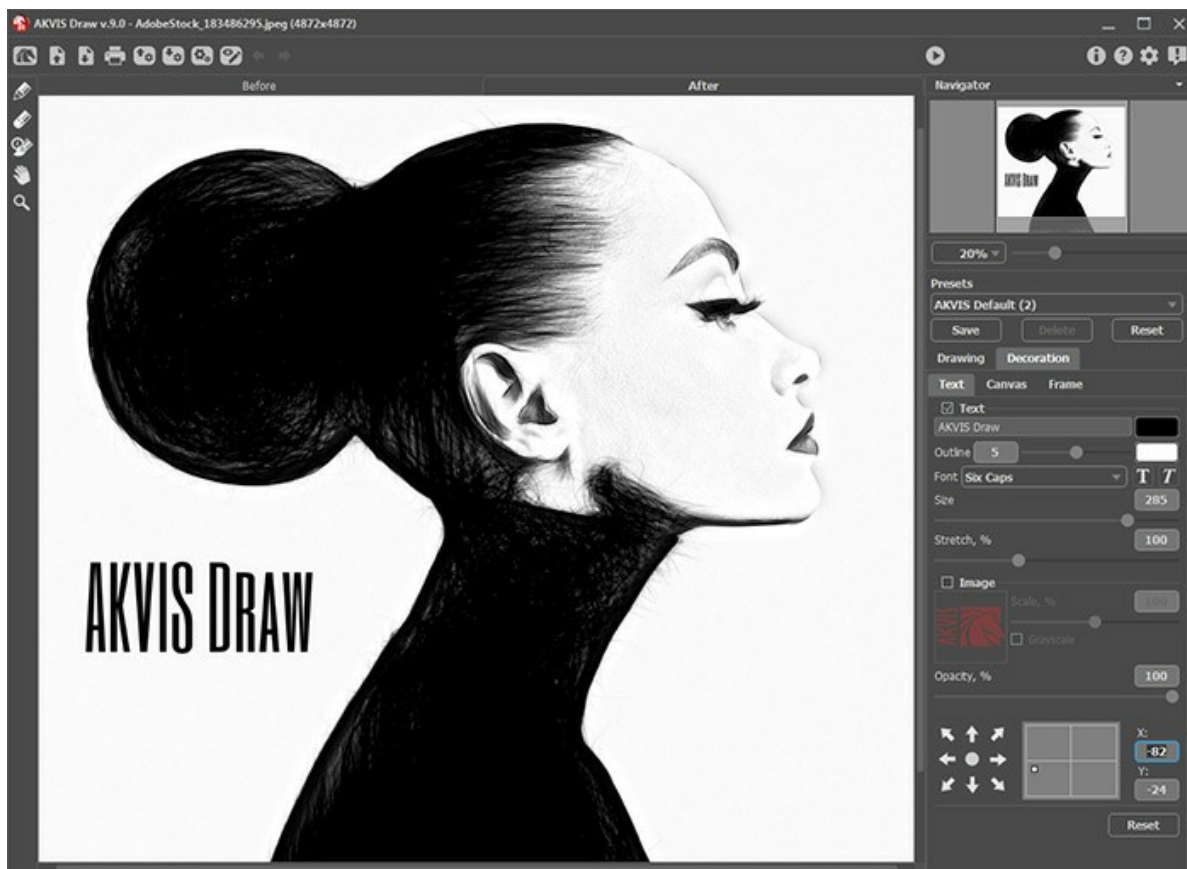 AKVIS Draw v.9.0 - AdobeStock_183486295.jpeg (4872x4872)
Before
After
Navigator
AKVIS DRAW
20%
Presets
AKVIS Default (2)
Save
Delete
Reset
Drawing
Decoration
Text
Canvas
Frame
Text
AKVIS Draw
Outline
5
Font
Six Caps
T
T
Size
285
Stretch, %
100
Image
AKVIS
Scale, %
100
Grayscale
Opacity, %
100
X:
-82
Y:
-24
Reset
AKVIS DRAW